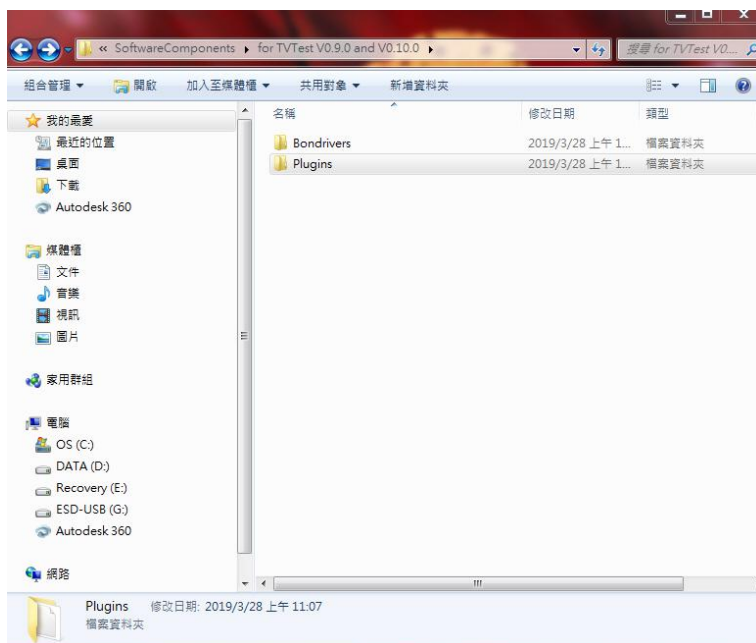 « SoftwareComponents ▸ for TVTest V0.9.0 and V0.10.0 ▸
搜尋 for TVTest V0....
組合管理 ▼ 開啟 加入至媒體櫃 ▼ 共用對象 ▼ 新增資料夾
名稱 修改日期 類型
我的最愛
最近的位置
桌面
下載
Autodesk 360
媒體櫃
文件
音樂
視訊
圖片
家用群組
電腦
OS (C:)
DATA (D:)
Recovery (E:)
ESD-USB (G:)
Autodesk 360
網路
Bondrivers 2019/3/28 上午 1... 檔案資料夾
Plugins 2019/3/28 上午 1... 檔案資料夾
Plugins 修改日期: 2019/3/28 上午 11:07
檔案資料夾